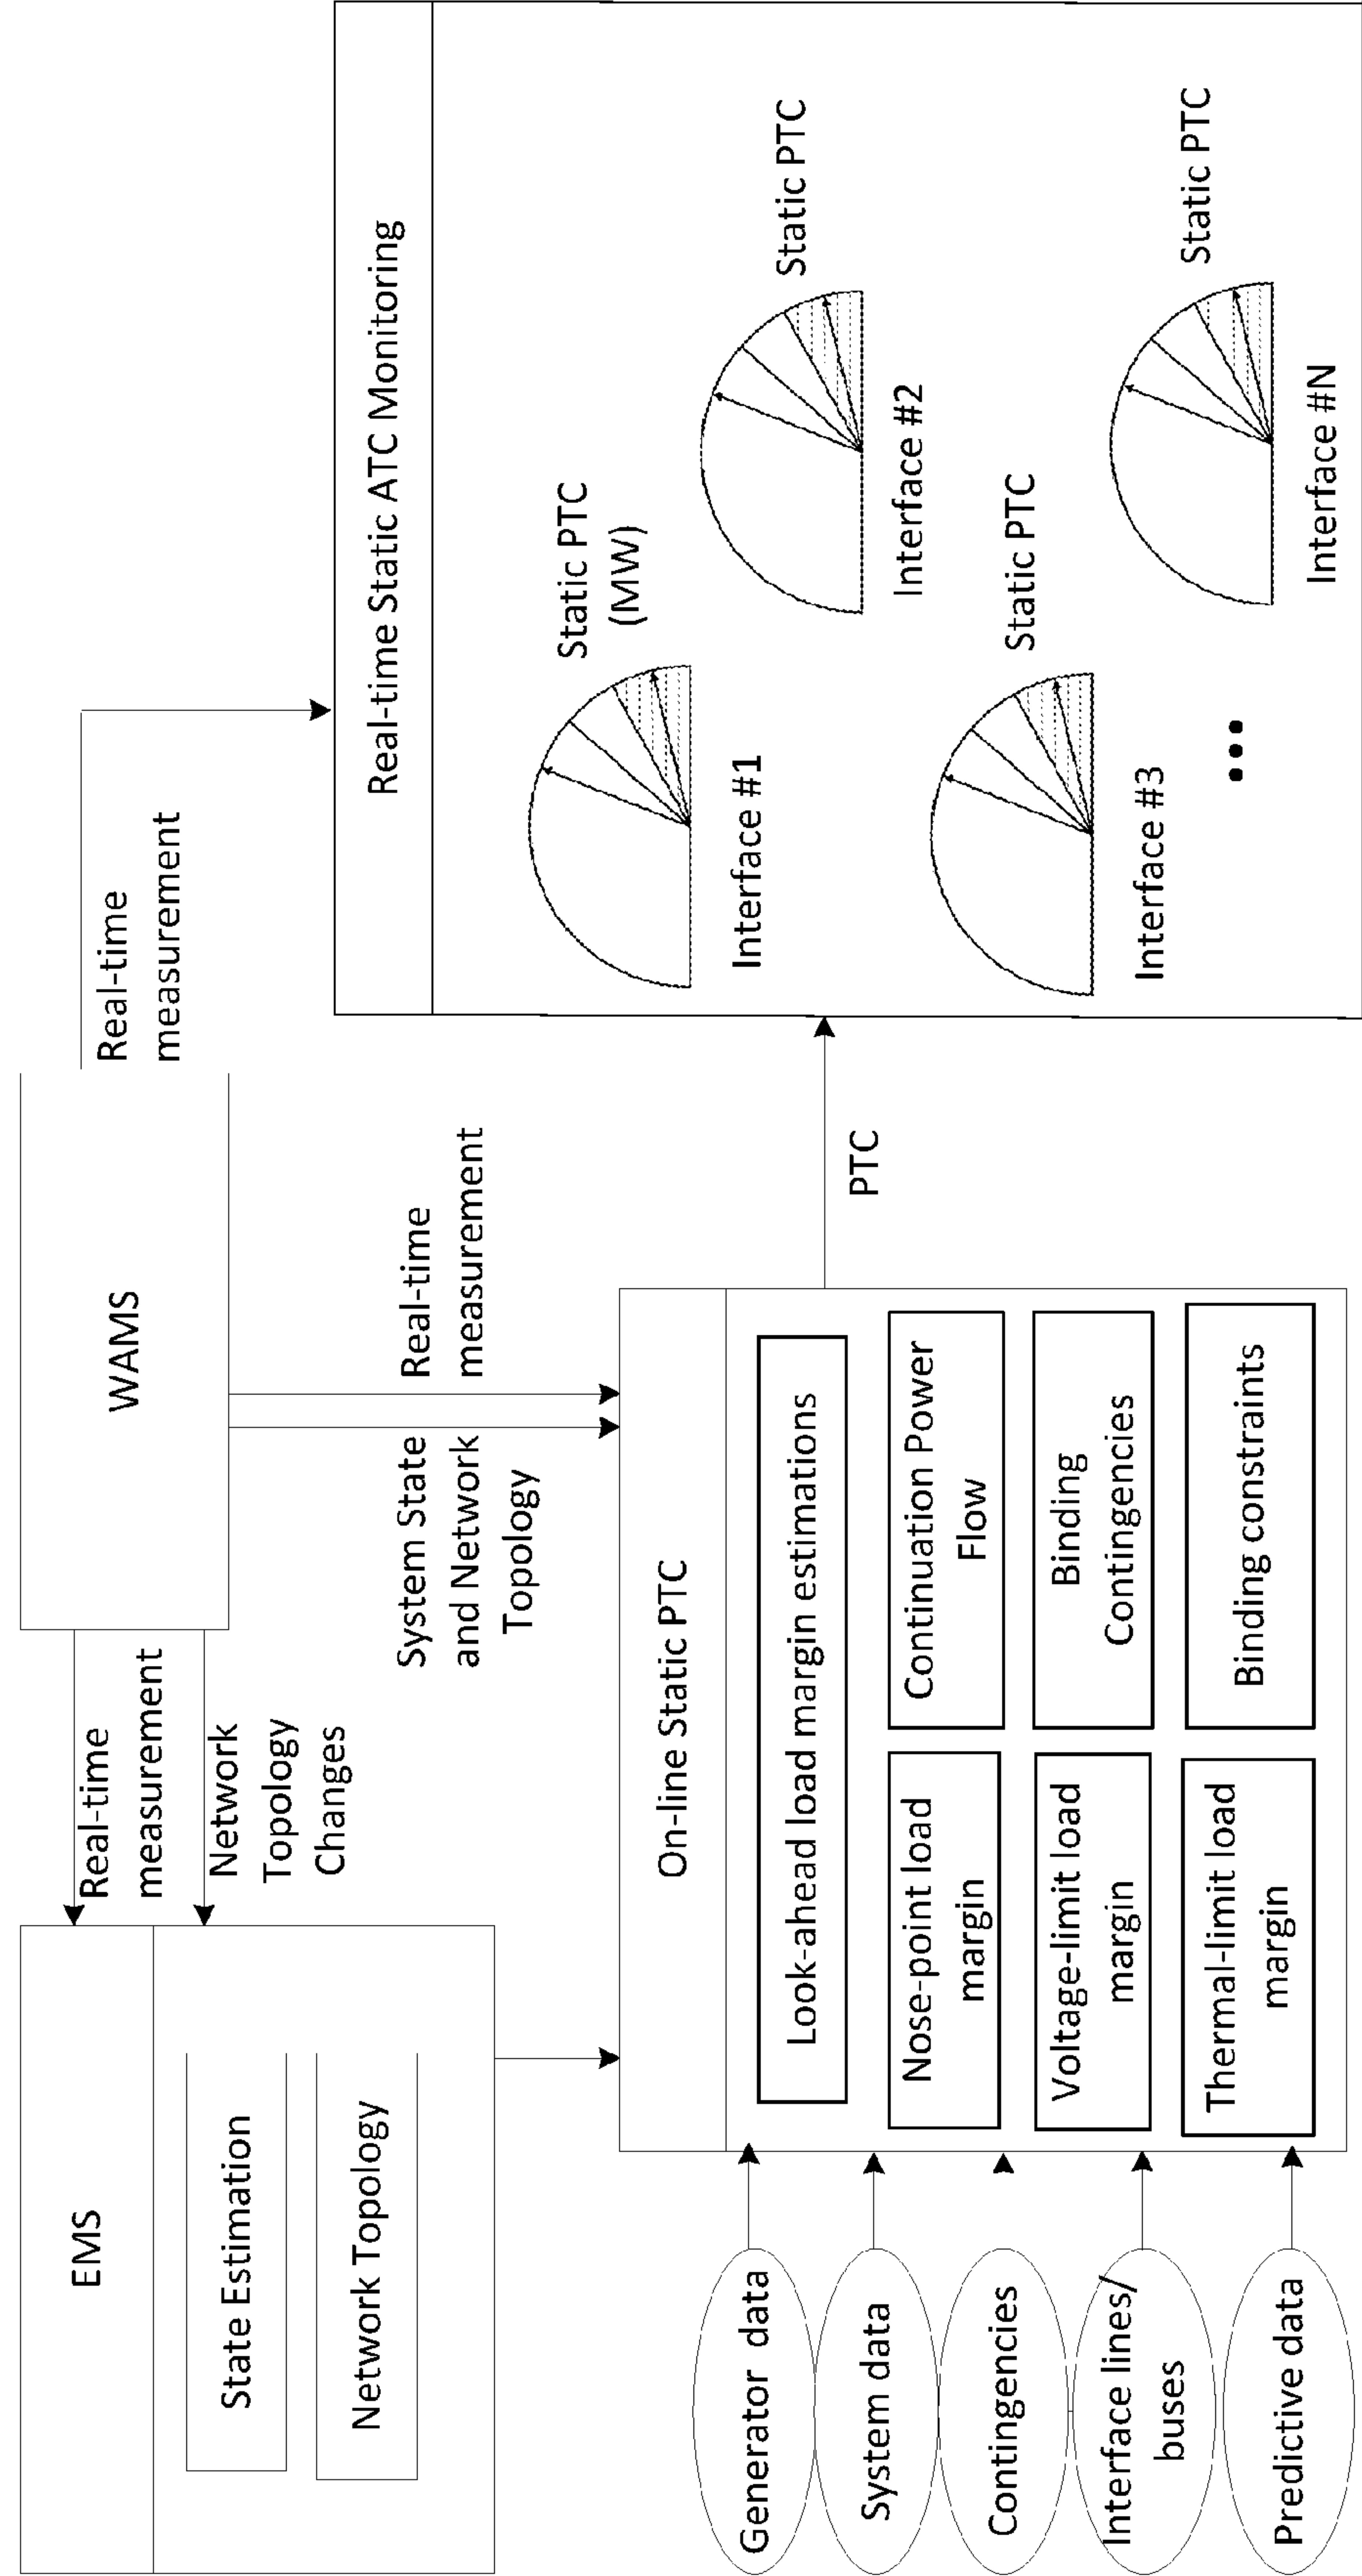 EMS
State Estimation
Network Topology
Real-time
measurement
Network
Topology
Changes
WAMS
Real-time
measurement
System State
and Network
Topology
Real-time
measurement
Generator data
System data
Contingencies
Interface lines/
buses
Predictive data
On-line Static PTC
Look-ahead load margin estimations
Nose-point load
margin
Continuation Power
Flow
Voltage-limit load
margin
Binding
Contingencies
Thermal-limit load
margin
Binding constraints
PTC
Real-time Static ATC Monitoring
Static PTC
(MW)
Interface #1
Static PTC
Interface #2
Static PTC
Interface #3
•••
Static PTC
Interface #N